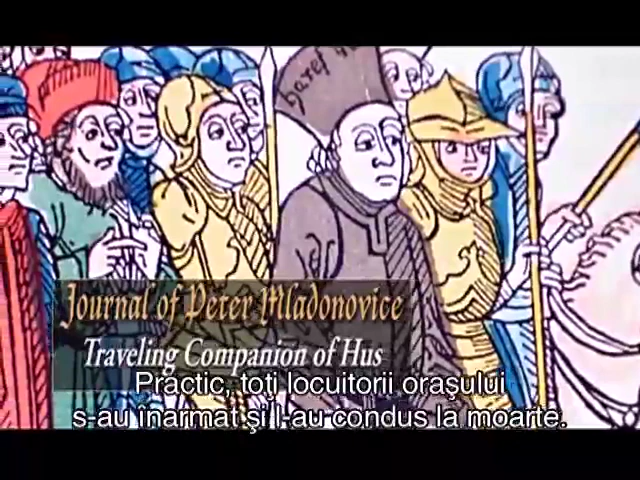 Journal of Peter Mladonovice
Traveling Companion of Hus
Practic, toţi locuitorii oraşului
s-au înarmat şi l-au condus la moarte.